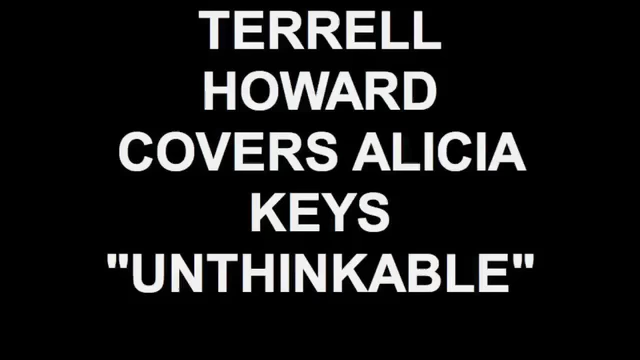 TERRELL
HOWARD
COVERS ALICIA
KEYS
"UNTHINKABLE"